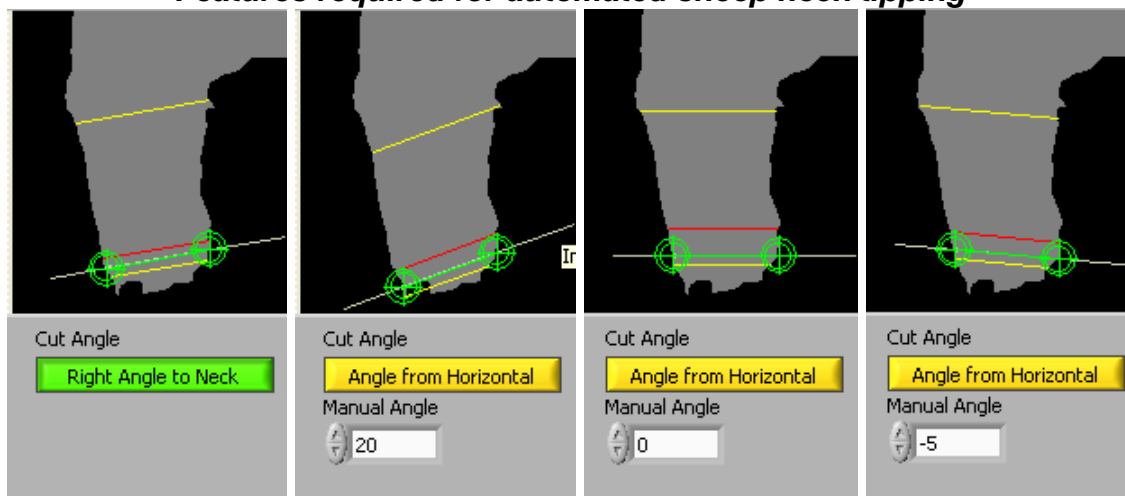 Features required for automated sheep neck tipping
Cut Angle
Right Angle to Neck
Cut Angle
Angle from Horizontal
Manual Angle
20
Cut Angle
Angle from Horizontal
Manual Angle
0
Cut Angle
Angle from Horizontal
Manual Angle
-5